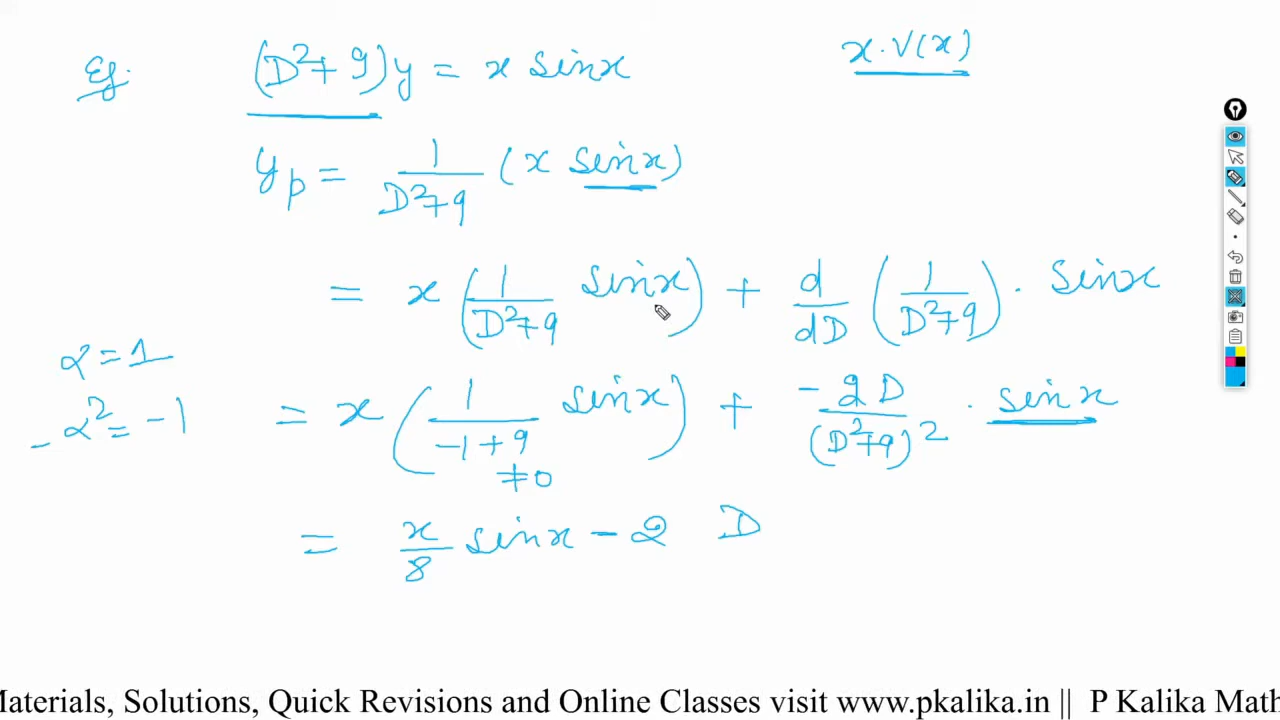 Eg. (D²+9)y = x sinx
x·V(x)
y_p = 1/(D²+9) (x sinx)
= x (1/(D²+9) sinx) + d/dD (1/(D²+9)) · sinx
α = 1
-α² = -1
= x (1/(-1+9) sinx) + -2D/(D²+9)² · sinx
≠0
= x/8 sinx - 2 D
Materials, Solutions, Quick Revisions and Online Classes visit www.pkalika.in || P Kalika Math